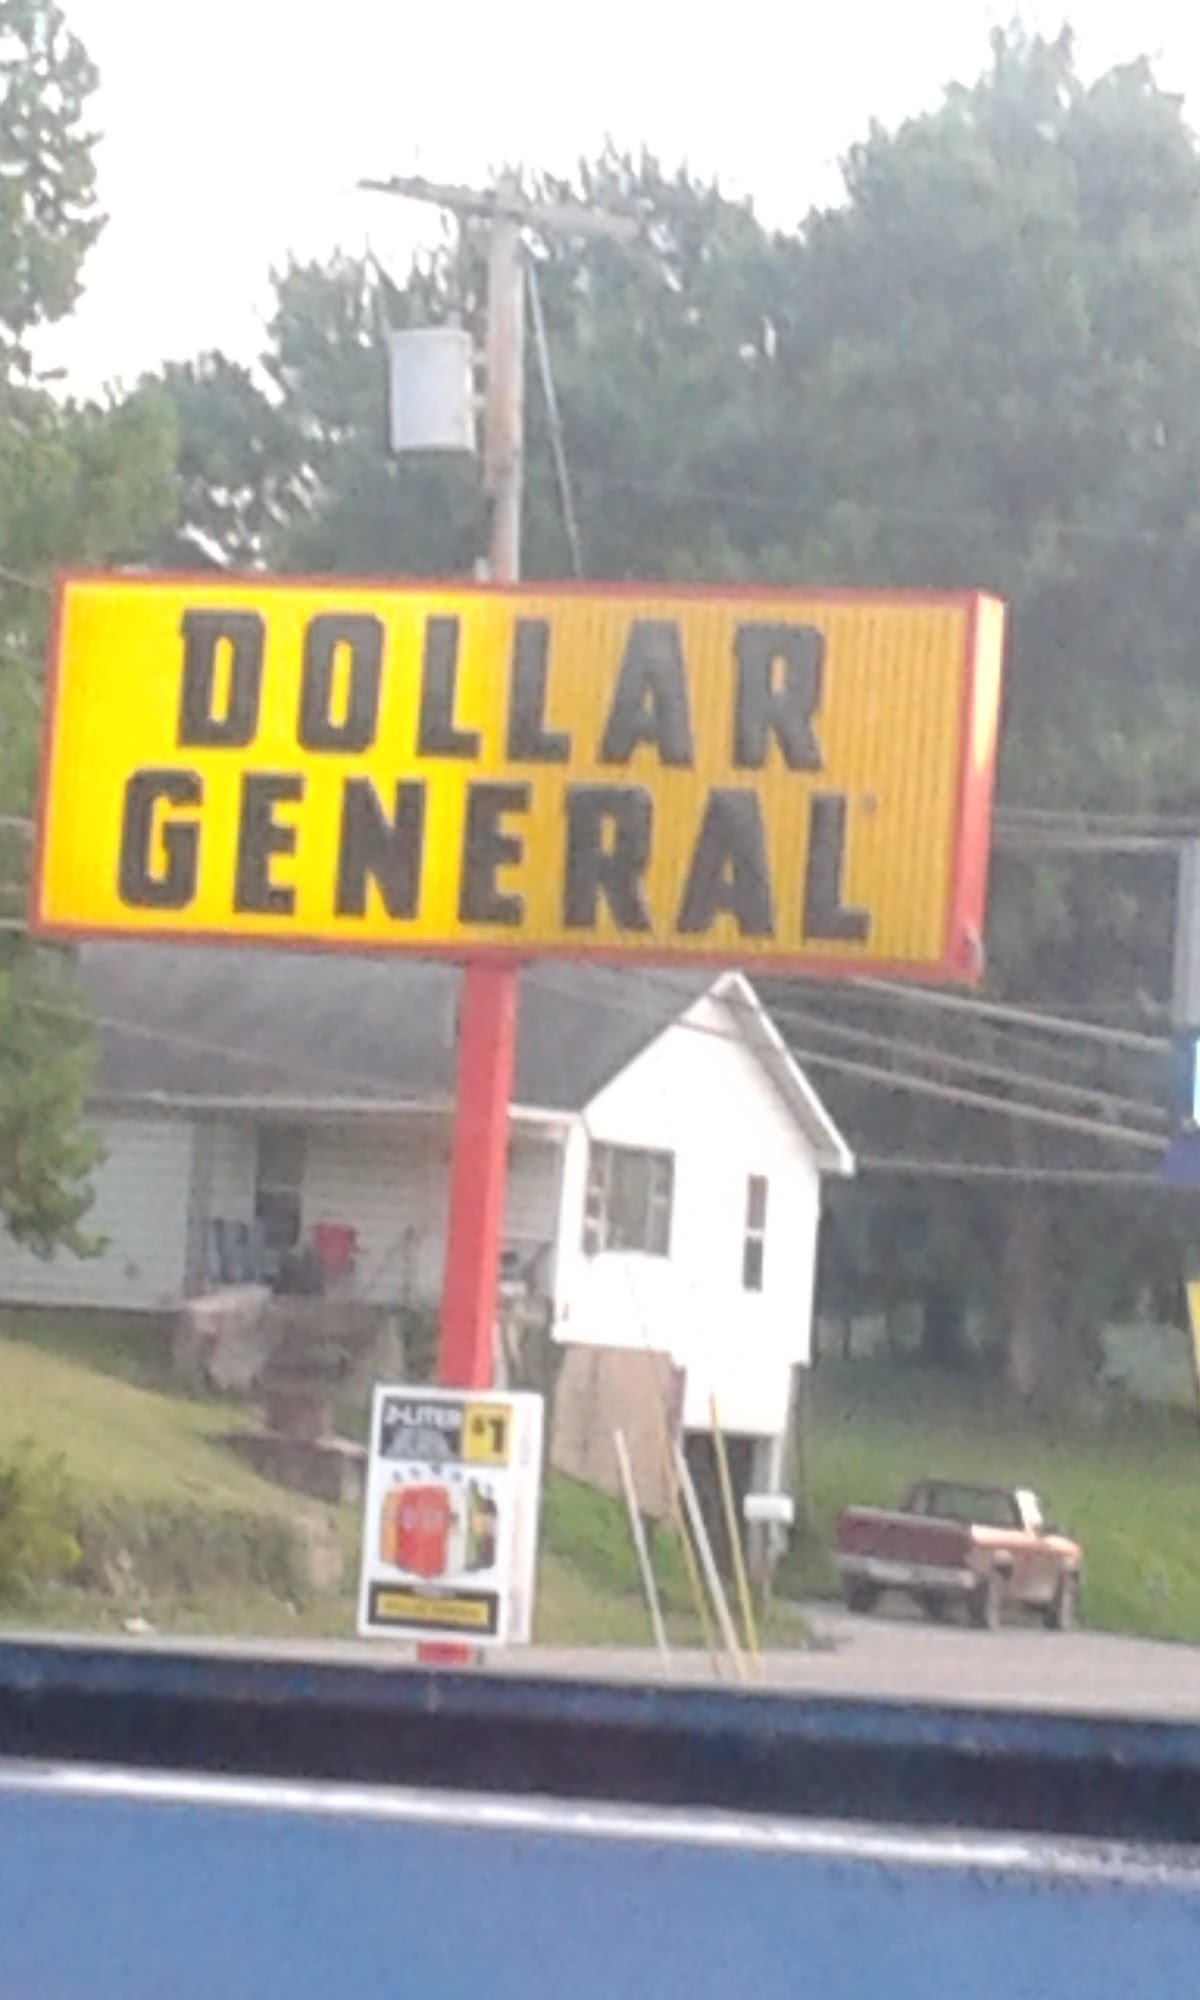 DOLLAR
GENERAL
2-LITER $1